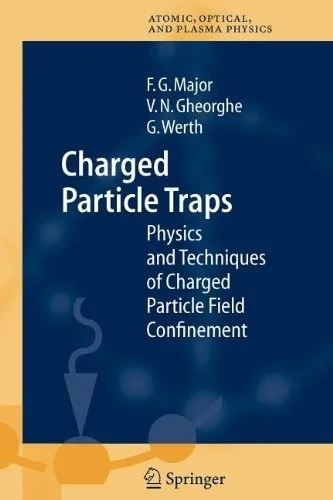 ATOMIC, OPTICAL,
AND PLASMA PHYSICS
F. G. Major
V. N. Gheorghe
G. Werth
Charged
Particle Traps
Physics
and Techniques
of Charged
Particle Field
Confinement
Springer